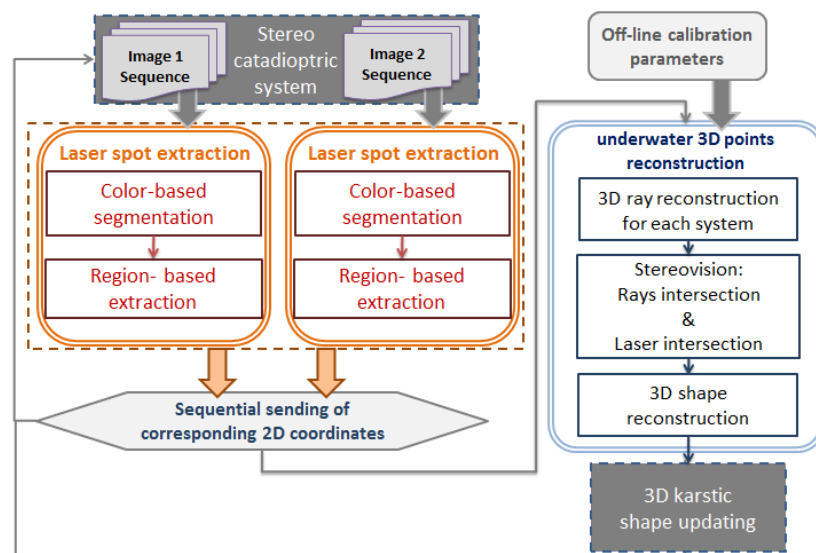 Image 1
Sequence
Stereo
catadioptric
system
Image 2
Sequence
Off-line calibration
parameters
Laser spot extraction
Color-based
segmentation
Region- based
extraction
Laser spot extraction
Color-based
segmentation
Region- based
extraction
Sequential sending of
corresponding 2D coordinates
underwater 3D points
reconstruction
3D ray reconstruction
for each system
Stereovision:
Rays intersection
&
Laser intersection
3D shape
reconstruction
3D karstic
shape updating